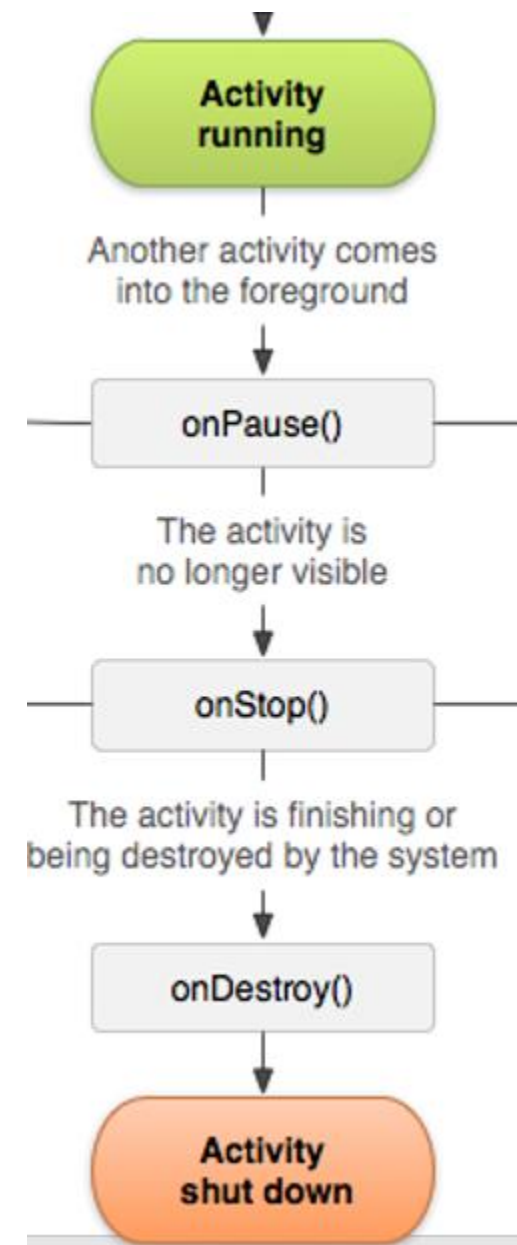 Activity
running
Another activity comes
into the foreground
onPause()
The activity is
no longer visible
onStop()
The activity is finishing or
being destroyed by the system
onDestroy()
Activity
shut down